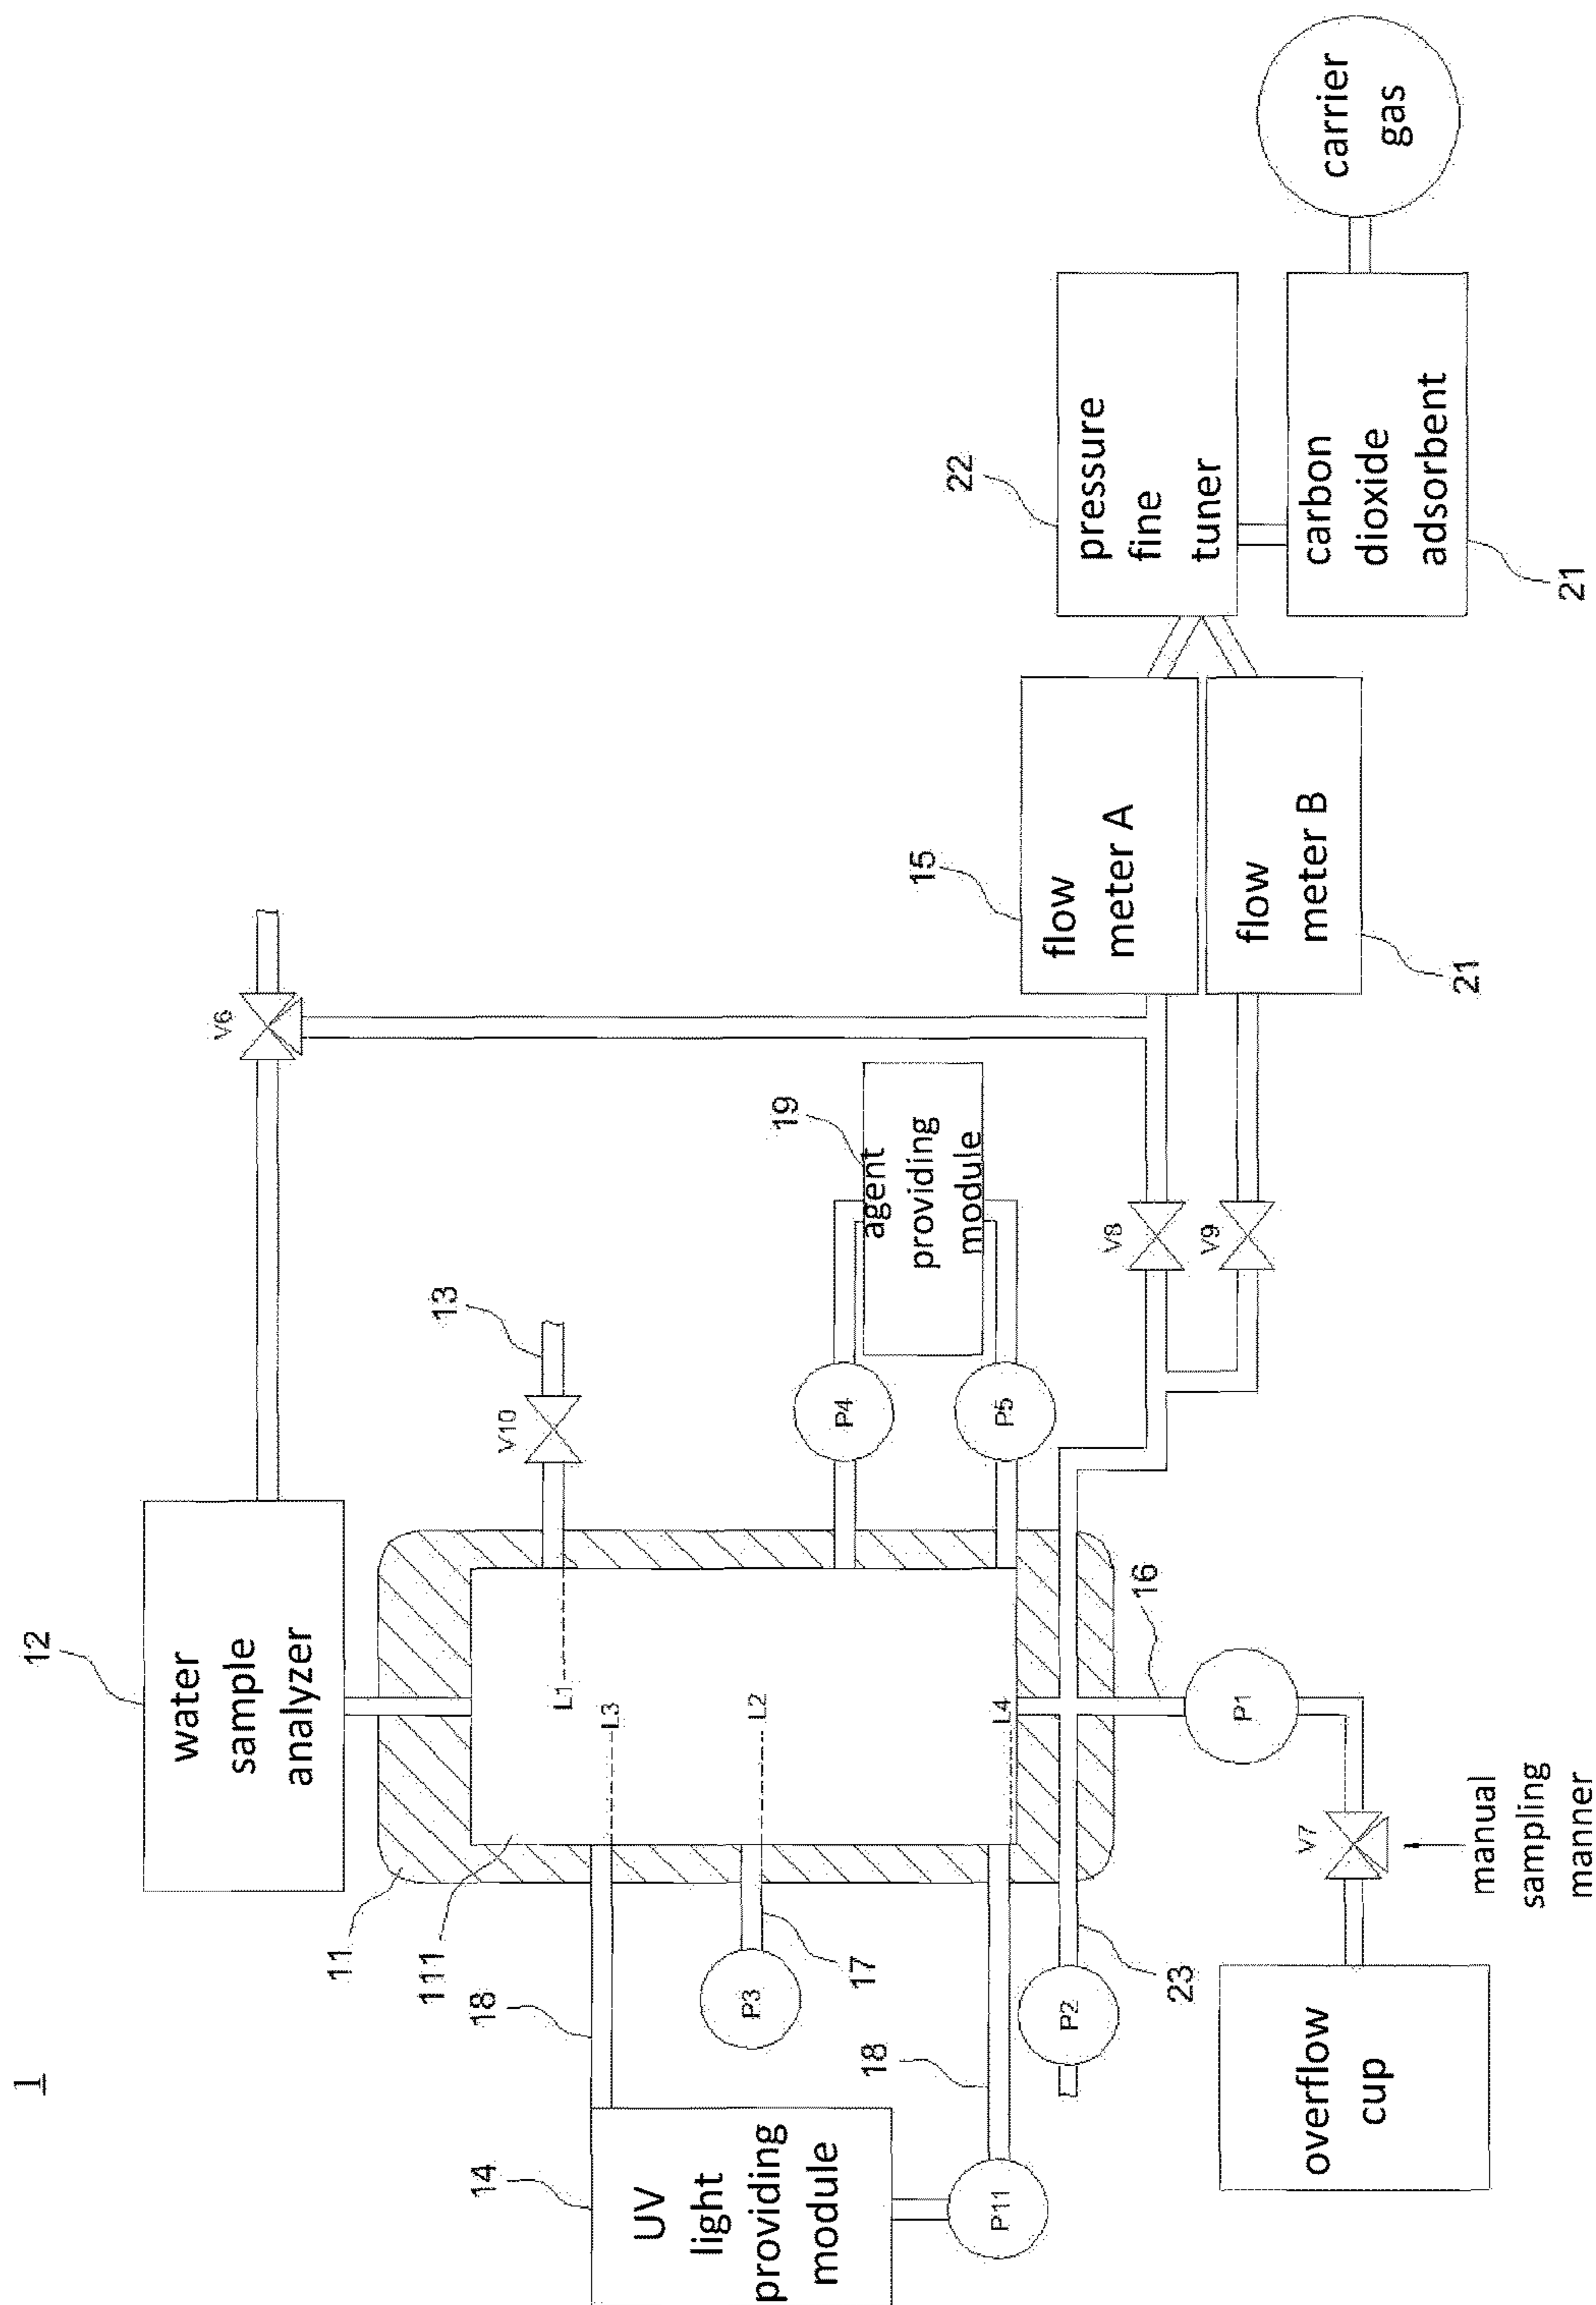 1
12
water
sample
analyzer
V6
11
111
L1
L3
L2
L4
V10
13
18
P3
17
14
UV
light
providing
module
P11
18
P2
23
P4
P5
19
agent
providing
module
V8
V9
15
flow
meter A
flow
meter B
21
22
pressure
fine
tuner
carbon
dioxide
adsorbent
21
carrier
gas
16
P1
V7
manual
sampling
manner
overflow
cup